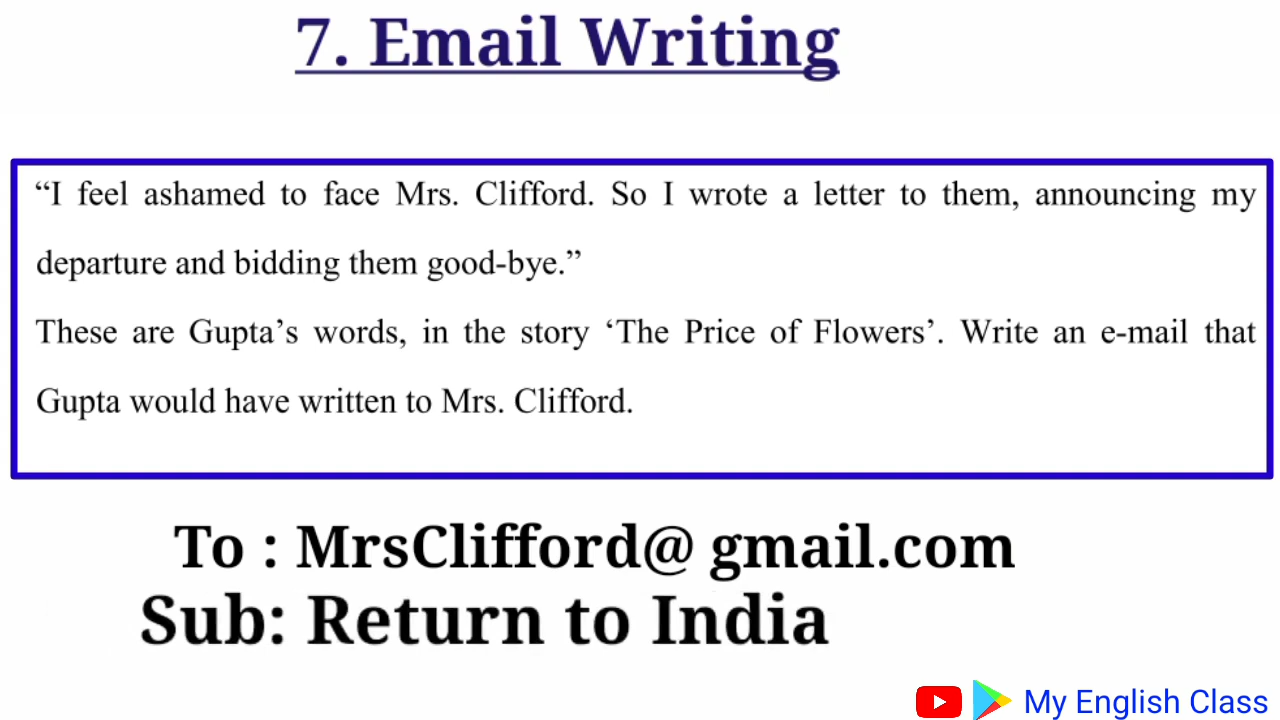 7. Email Writing
“I feel ashamed to face Mrs. Clifford. So I wrote a letter to them, announcing my
departure and bidding them good-bye.”
These are Gupta’s words, in the story ‘The Price of Flowers’. Write an e-mail that
Gupta would have written to Mrs. Clifford.
To : MrsClifford@ gmail.com
Sub: Return to India
My English Class